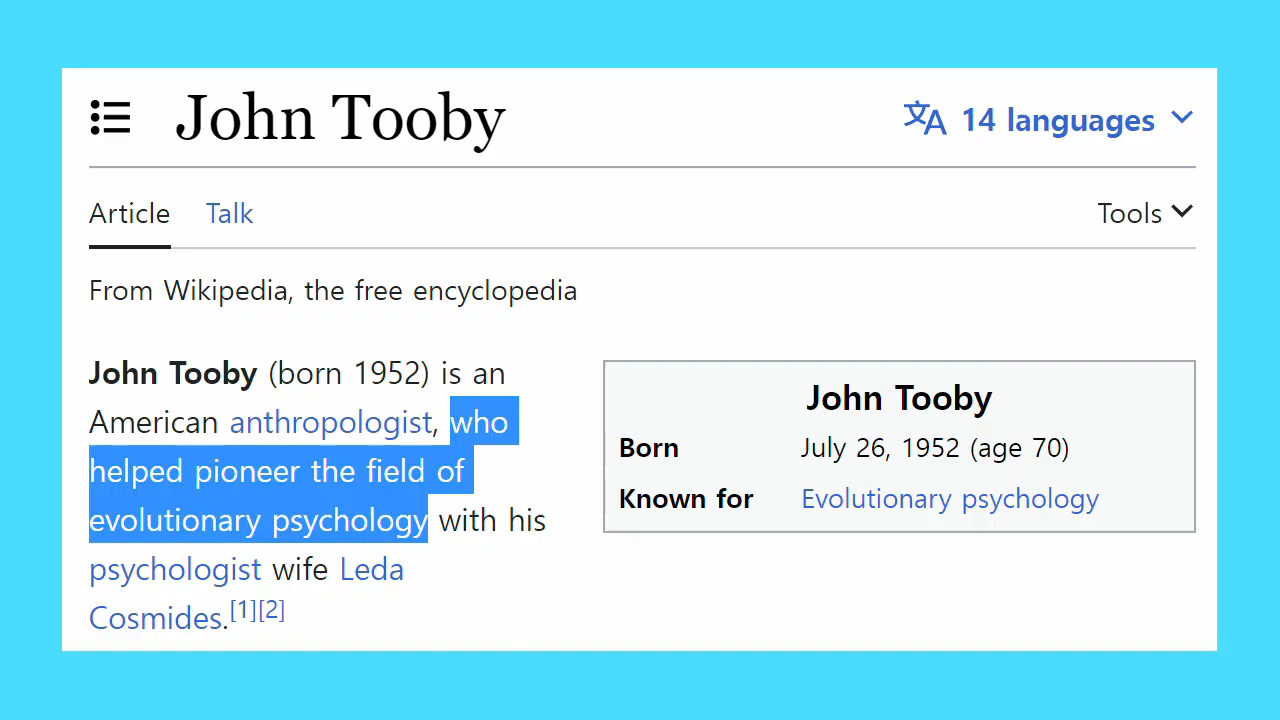 John Tooby
14 languages
Article Talk
Tools
From Wikipedia, the free encyclopedia
John Tooby (born 1952) is an
American anthropologist, who
helped pioneer the field of
evolutionary psychology with his
psychologist wife Leda
Cosmides.[1][2]
John Tooby
Born July 26, 1952 (age 70)
Known for Evolutionary psychology